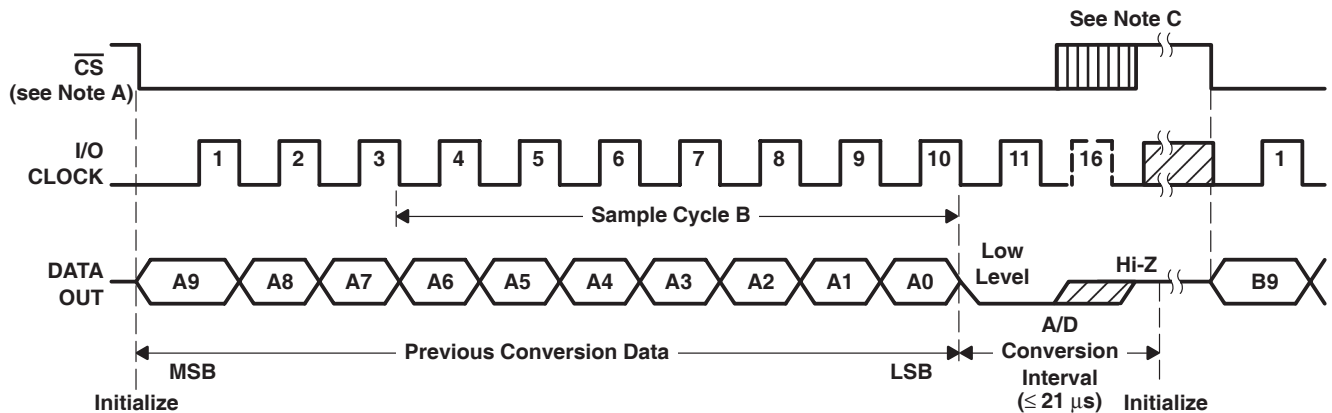 See Note C
CS
(see Note A)
I/O
CLOCK
1 2 3 4 5 6 7 8 9 10 11 16 1
Sample Cycle B
DATA
OUT
A9 A8 A7 A6 A5 A4 A3 A2 A1 A0
Low
Level
Hi-Z
B9
Previous Conversion Data
MSB
LSB
A/D
Conversion
Interval
(≤ 21 μs)
Initialize
Initialize